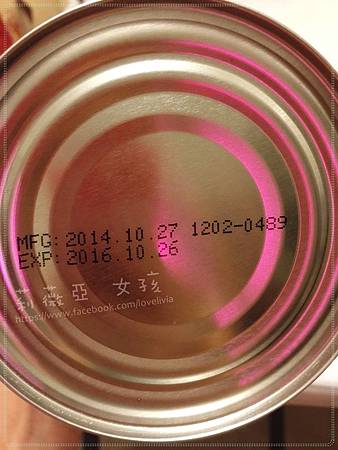 MFG:2014.10.27 1202-0489
EXP:2016.10.26
莉薇亞 女孩
https://www.facebook.com/lovelivia